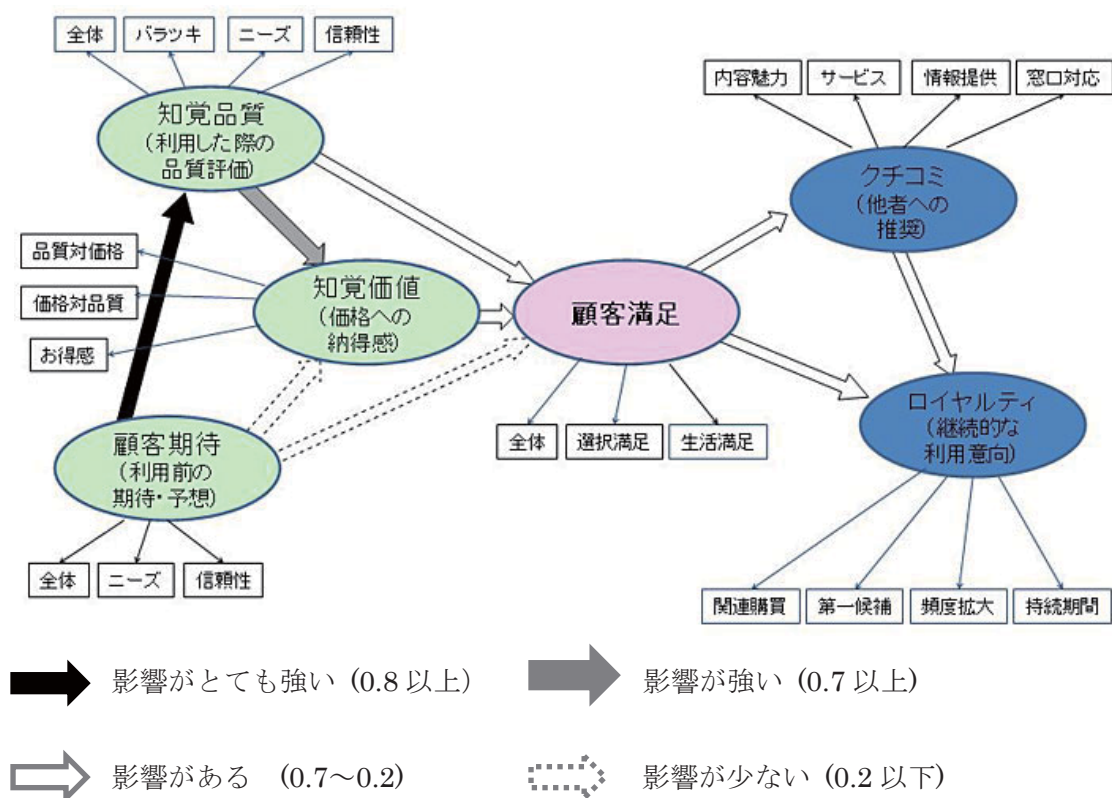 全体
バラツキ
ニーズ
信頼性
知覚品質
(利用した際の
品質評価)
内容魅力
サービス
情報提供
窓口対応
クチコミ
(他者への
推奨)
品質対価格
価格対品質
お得感
知覚価値
(価格への
納得感)
顧客満足
全体
選択満足
生活満足
ロイヤルティ
(継続的な
利用意向)
顧客期待
(利用前の
期待・予想)
全体
ニーズ
信頼性
関連購買
第一候補
頻度拡大
持続期間
影響がとても強い (0.8 以上)
影響が強い (0.7 以上)
影響がある (0.7～0.2)
影響が少ない (0.2 以下)